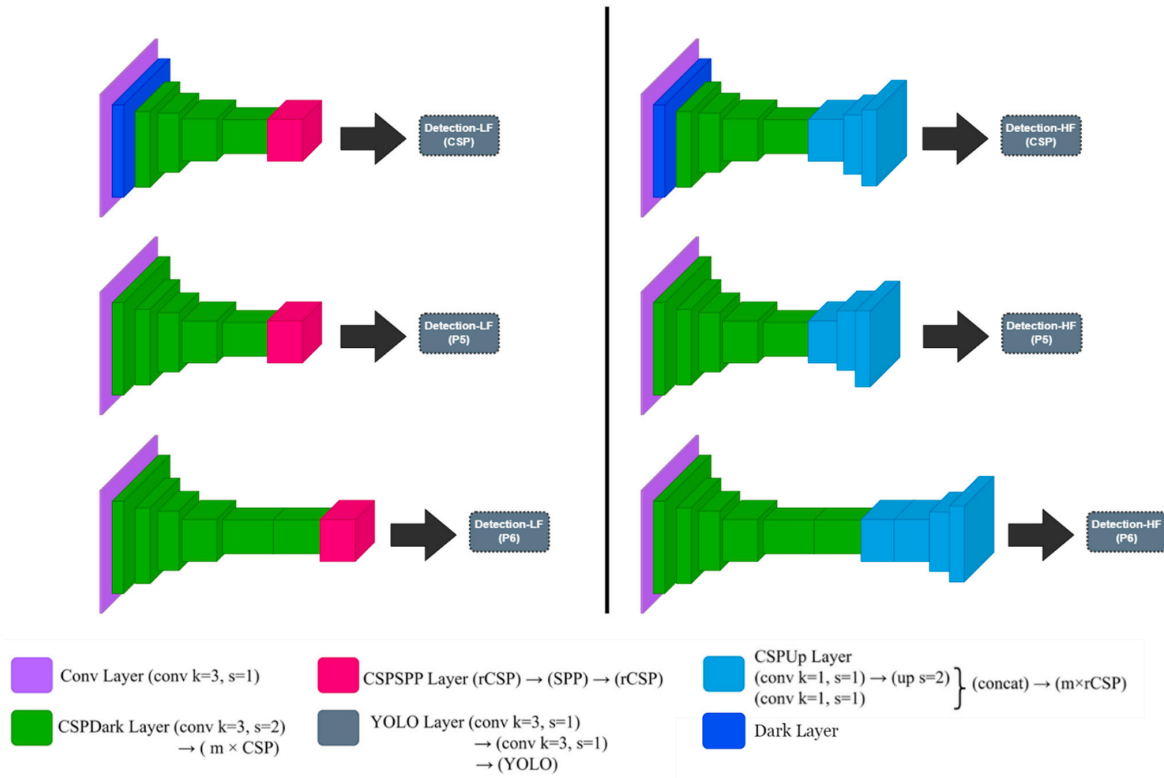 Detection-LF
(CSP)
Detection-HF
(CSP)
Detection-LF
(P5)
Detection-HF
(P5)
Detection-LF
(P6)
Detection-HF
(P6)
Conv Layer (conv k=3, s=1)
CSPDark Layer (conv k=3, s=2)
→ ( m × CSP)
CSPSPP Layer (rCSP) → (SPP) → (rCSP)
YOLO Layer (conv k=3, s=1)
→ (conv k=3, s=1)
→ (YOLO)
CSPUp Layer
(conv k=1, s=1) → (up s=2)
(conv k=1, s=1)
} (concat) → (m×rCSP)
Dark Layer